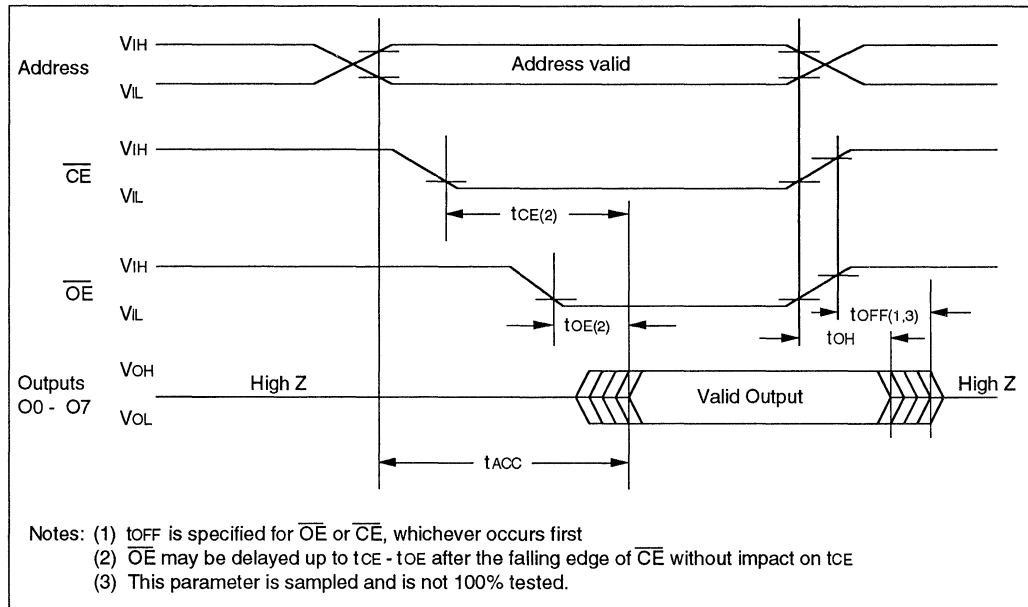 VIH
Address
Address valid
VIL
VIH
CE
VIL
tCE(2)
VIH
OE
VIL
tOE(2)
tOFF(1,3)
tOH
VOH
Outputs
O0 - O7
High Z
Valid Output
High Z
VOL
tACC
Notes: (1) tOFF is specified for OE or CE, whichever occurs first
(2) OE may be delayed up to tCE - tOE after the falling edge of CE without impact on tCE
(3) This parameter is sampled and is not 100% tested.